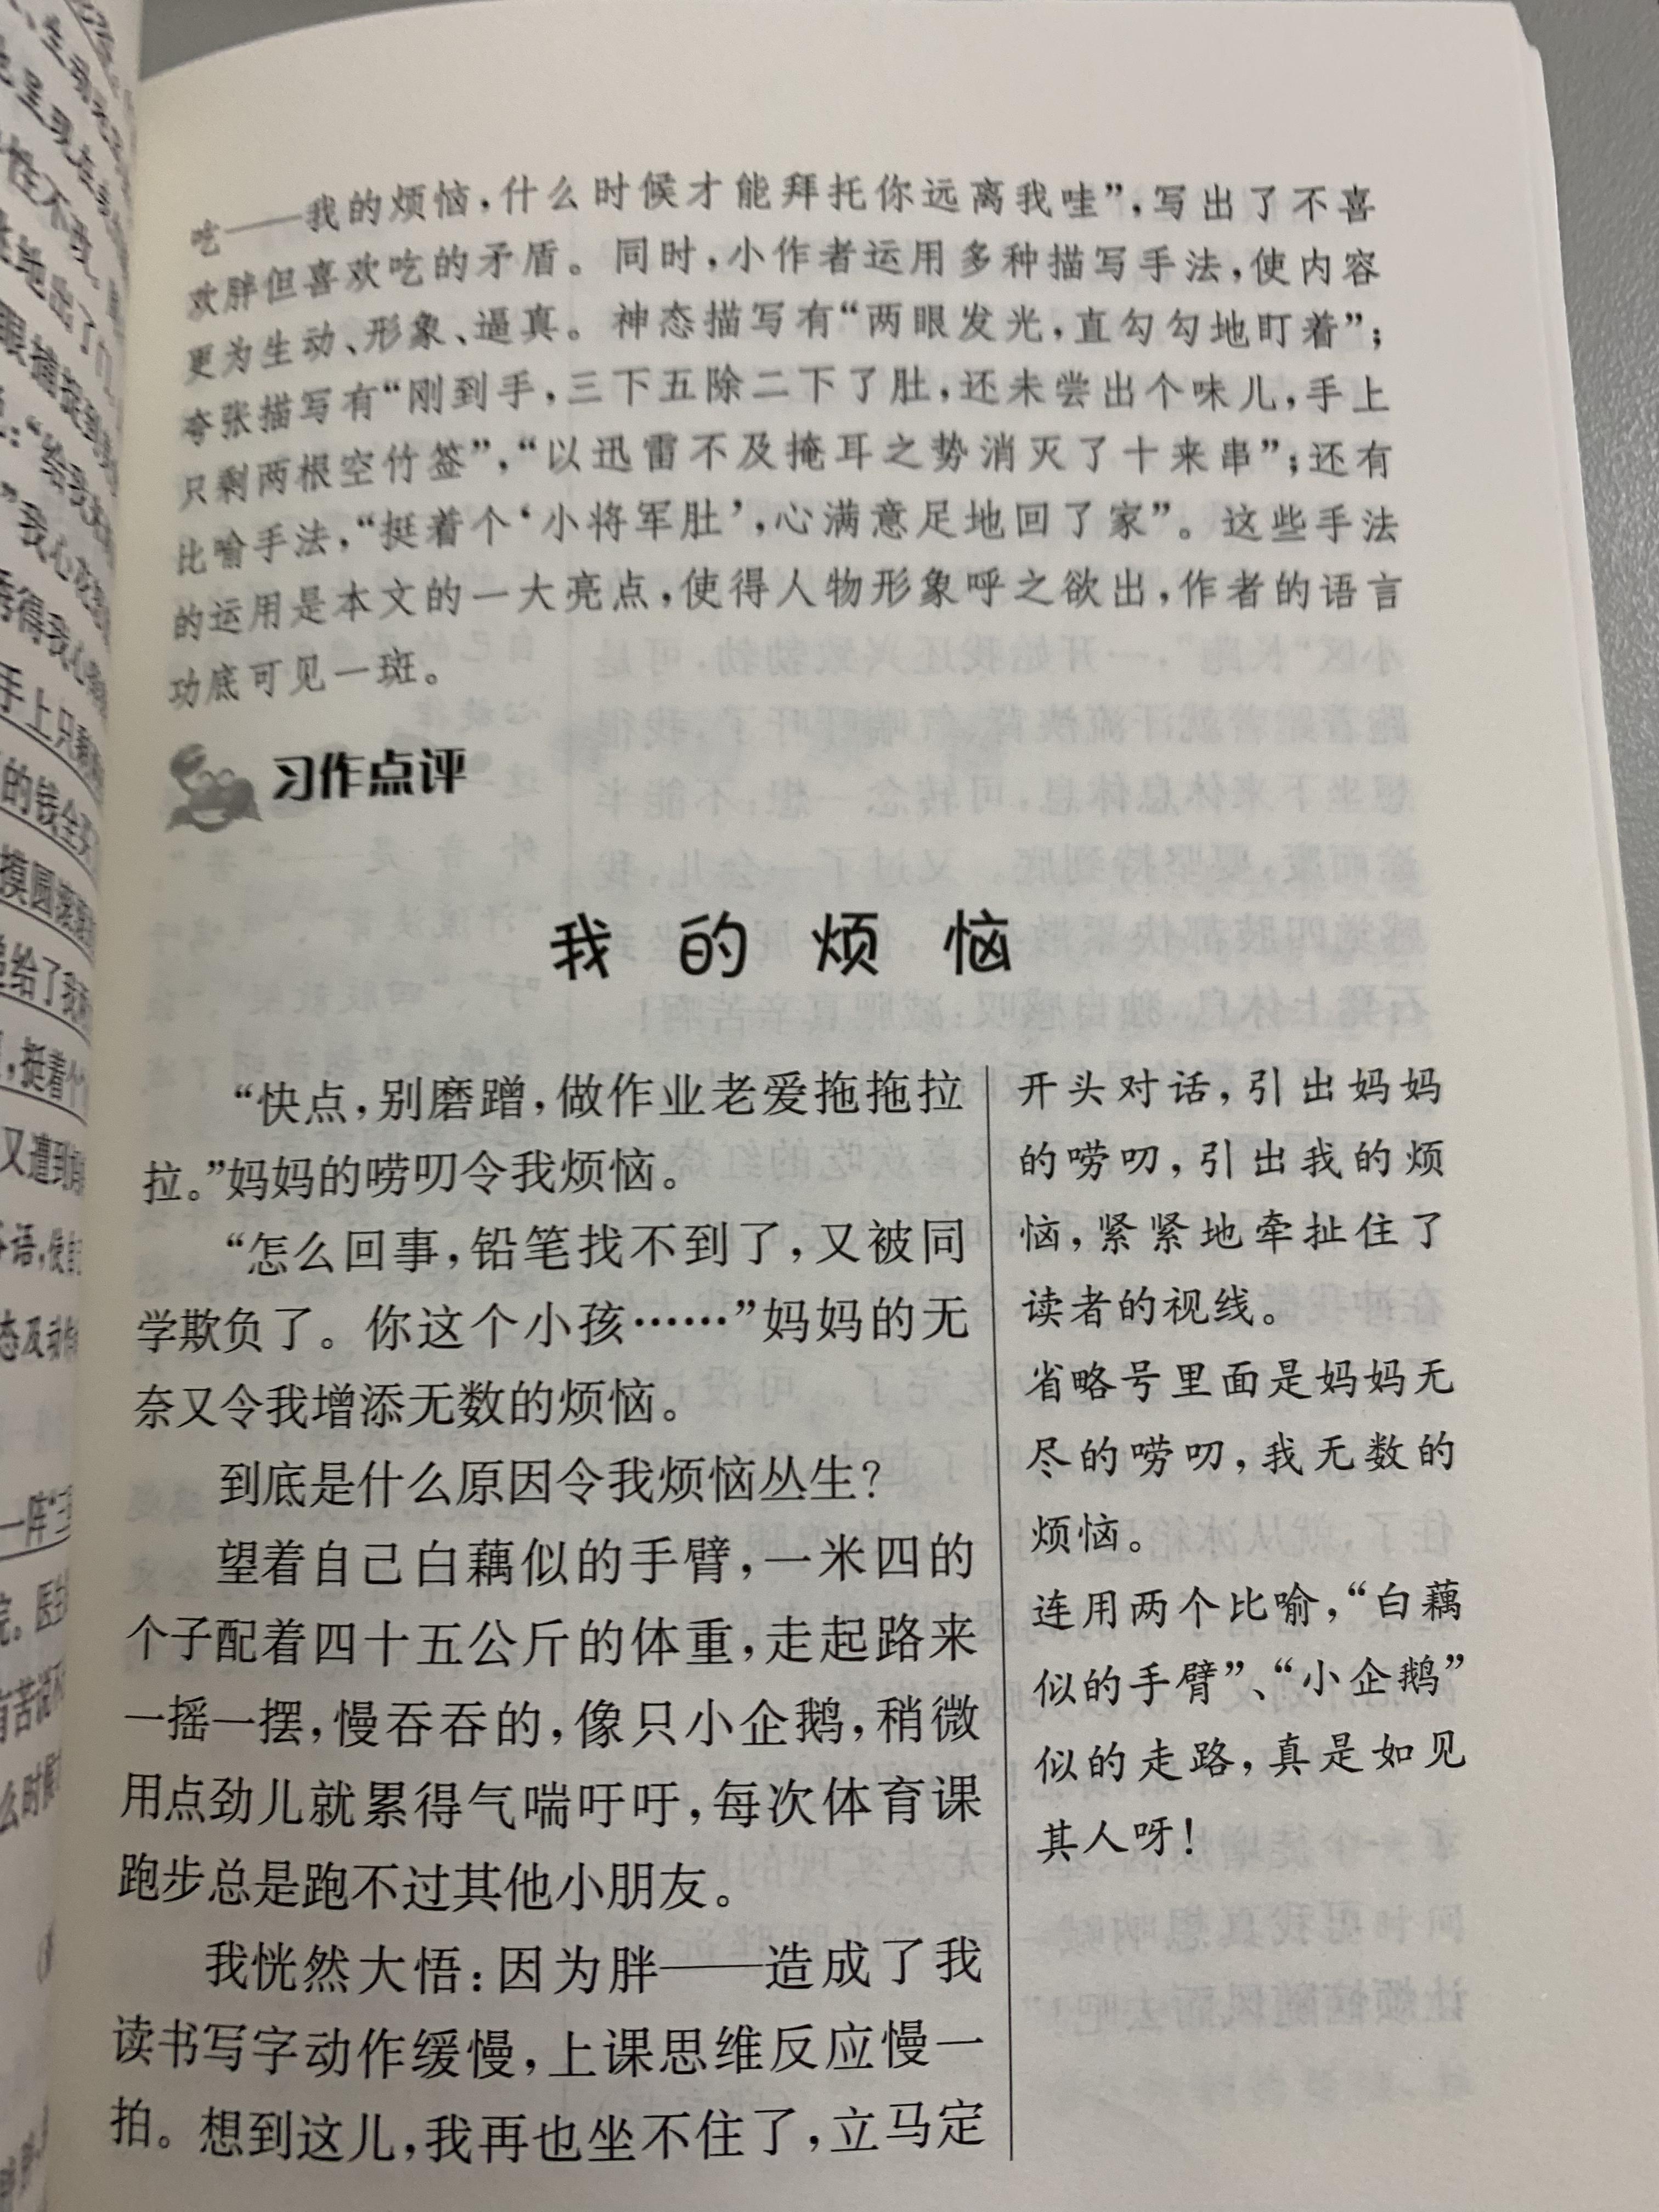 吃——我的烦恼，什么时候才能拜托你远离我哇”，写出了不喜
欢胖但喜欢吃的矛盾。同时，小作者运用多种描写手法，使内容
更为生动、形象、逼真。神态描写有“两眼发光，直勾勾地盯着”；
夸张描写有“刚到手，三下五除二下了肚，还未尝出个味儿，手上
只剩两根空竹签”，“以迅雷不及掩耳之势消灭了十来串”；还有
比喻手法，“挺着个‘小将军肚’，心满意足地回了家”。这些手法
的运用是本文的一大亮点，使得人物形象呼之欲出，作者的语言
功底可见一斑。
习作点评
我的烦恼
“快点，别磨蹭，做作业老爱拖拖拉
拉。”妈妈的唠叨令我烦恼。
“怎么回事，铅笔找不到了，又被同
学欺负了。你这个小孩……”妈妈的无
奈又令我增添无数的烦恼。
到底是什么原因令我烦恼丛生？
望着自己白藕似的手臂，一米四的
个子配着四十五公斤的体重，走起路来
一摇一摆，慢吞吞的，像只小企鹅，稍微
用点劲儿就累得气喘吁吁，每次体育课
跑步总是跑不过其他小朋友。
我恍然大悟：因为胖——造成了我
读书写字动作缓慢，上课思维反应慢一
拍。想到这儿，我再也坐不住了，立马定
开头对话，引出妈妈
的唠叨，引出我的烦
恼，紧紧地牵扯住了
读者的视线。
省略号里面是妈妈无
尽的唠叨，我无数的
烦恼。
连用两个比喻，“白藕
似的手臂”、“小企鹅”
似的走路，真是如见
其人呀！